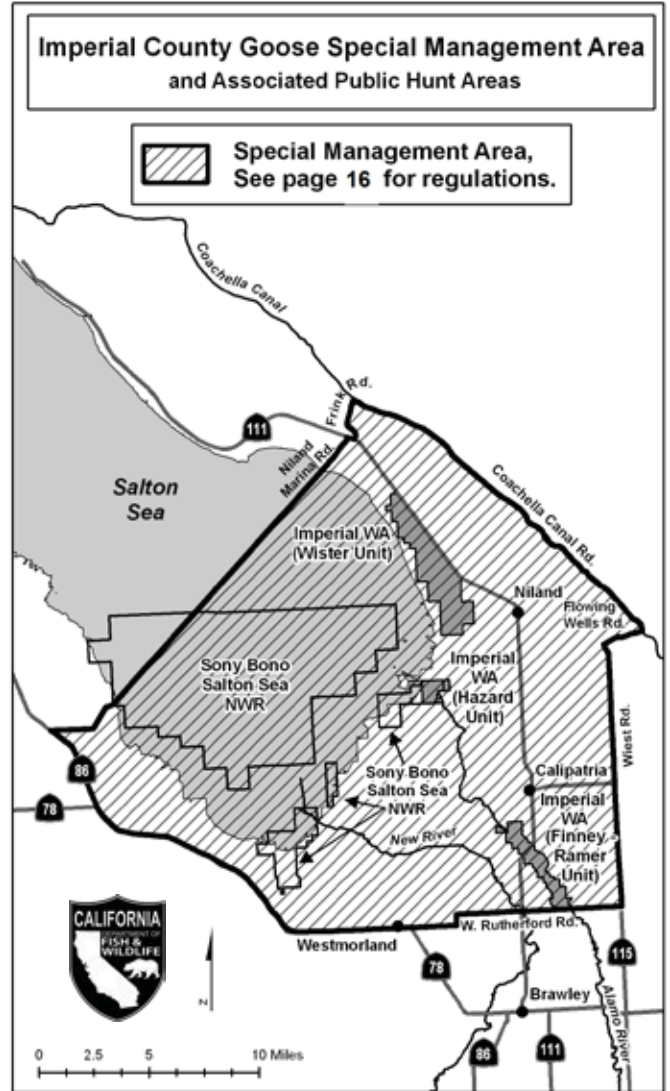 Imperial County Goose Special Management Area
and Associated Public Hunt Areas
Special Management Area,
See page 16 for regulations.
Coachella Canal
Frink Rd.
111
Niland
Marina Rd.
Salton
Sea
Coachella Canal Rd.
Imperial WA
(Wister Unit)
Niland
Flowing
Wells Rd.
Sony Bono
Salton Sea
NWR
Imperial
WA
(Hazard
Unit)
Wiest Rd.
86
78
Sony Bono
Salton Sea
NWR
Calipatria
Imperial
WA
(Finney
Ramer
Unit)
New River
CALIFORNIA
DEPARTMENT OF
FISH &
WILDLIFE
N
Westmorland
W. Rutherford Rd.
78
115
Brawley
Alamo River
86
111
0 2.5 5 10 Miles